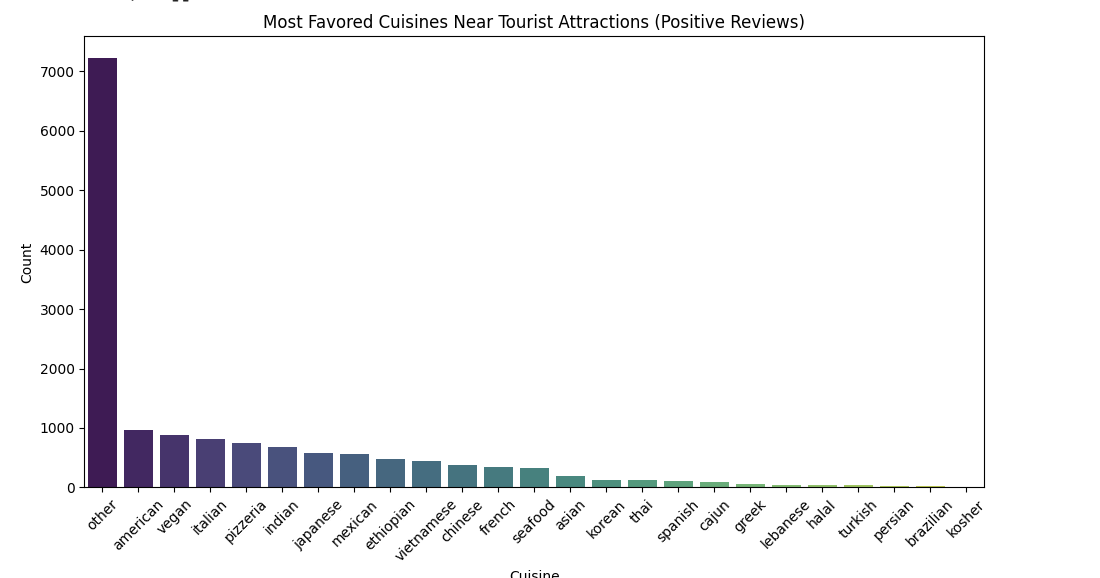 Most Favored Cuisines Near Tourist Attractions (Positive Reviews)
Count
7000
6000
5000
4000
3000
2000
1000
0
other
american
vegan
italian
pizzeria
indian
japanese
mexican
ethiopian
vietnamese
chinese
french
seafood
asian
korean
thai
spanish
cajun
greek
lebanese
halal
turkish
persian
brazilian
kosher
Cuisine